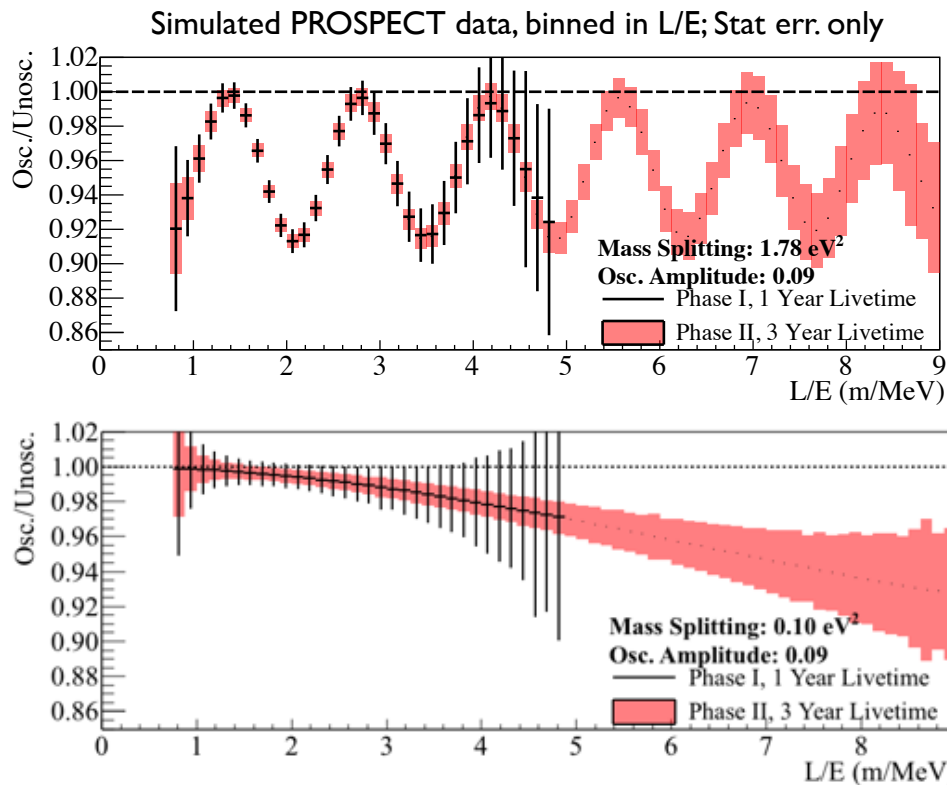 Simulated PROSPECT data, binned in L/E; Stat err. only
Osc./Unosc.
1.02
1.00
0.98
0.96
0.94
0.92
0.90
0.88
0.86
Mass Splitting: 1.78 eV²
Osc. Amplitude: 0.09
Phase I, 1 Year Livetime
Phase II, 3 Year Livetime
0 1 2 3 4 5 6 7 8 9
L/E (m/MeV)
Osc./Unosc.
1.02
1.00
0.98
0.96
0.94
0.92
0.90
0.88
0.86
Mass Splitting: 0.10 eV²
Osc. Amplitude: 0.09
Phase I, 1 Year Livetime
Phase II, 3 Year Livetime
0 1 2 3 4 5 6 7 8
L/E (m/MeV